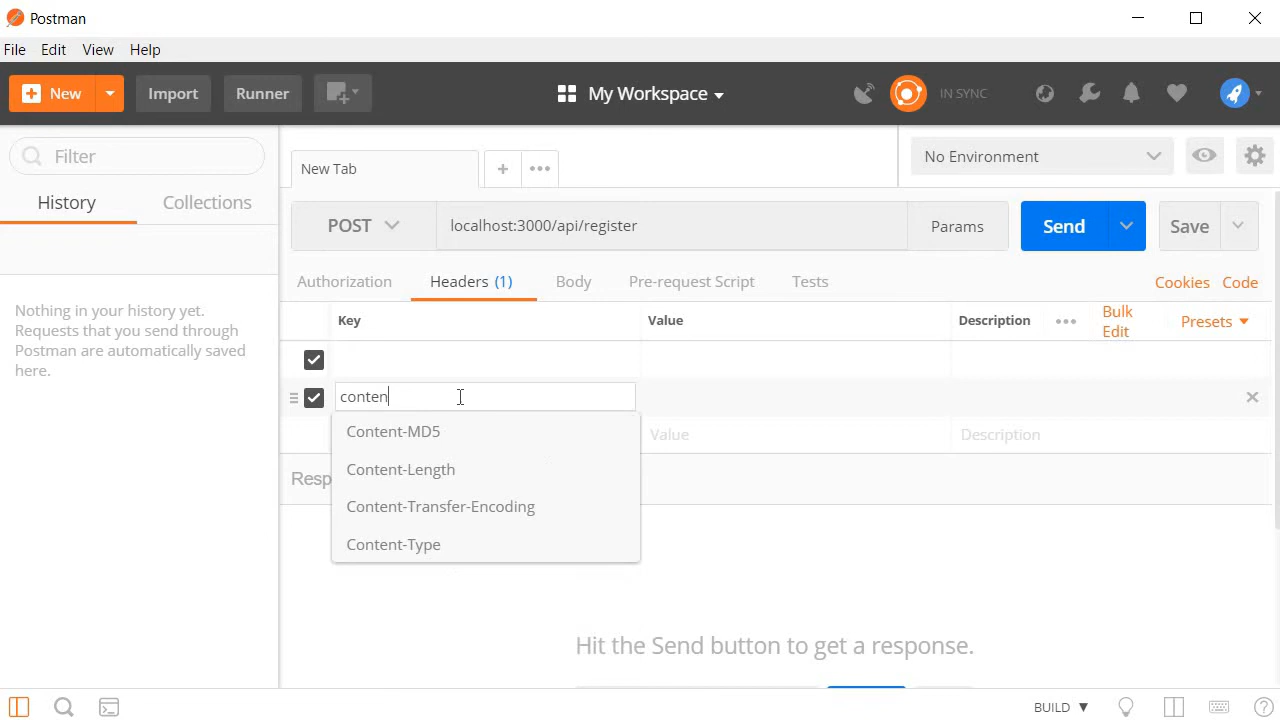 Postman
File Edit View Help
New Import Runner My Workspace IN SYNC
Filter
History Collections
Nothing in your history yet.
Requests that you send through
Postman are automatically saved
here.
New Tab
No Environment
POST localhost:3000/api/register Params Send Save
Authorization Headers (1) Body Pre-request Script Tests Cookies Code
Key Value Description Bulk
Edit Presets
conten
Content-MD5
Content-Length
Content-Transfer-Encoding
Content-Type
Value Description
Resp
Hit the Send button to get a response.
BUILD